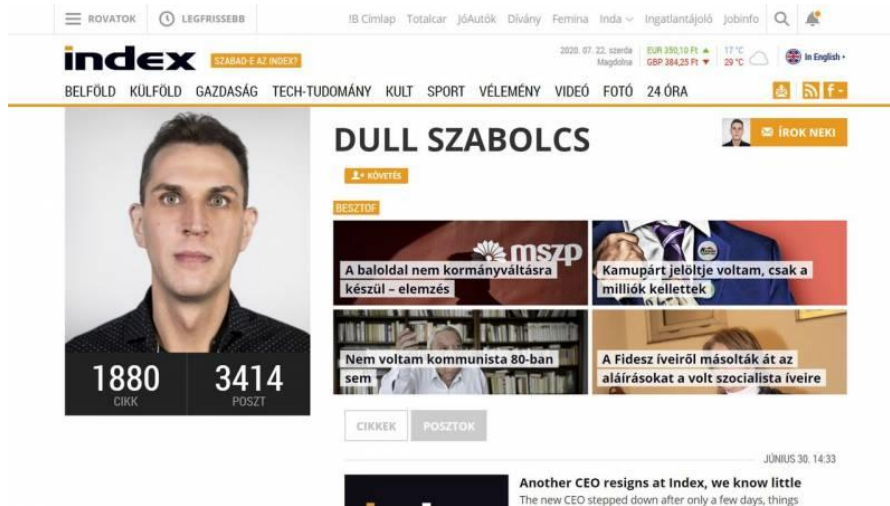 ROVATOK
LEGFRISSEBB
!B Címlap Totalcar JóAutók Dívány Femina Inda Ingatlantájoló Jobinfo
index
SZABAD-E AZ INDEX?
2020. 07. 22. szerda
Magdolna
EUR 350,10 Ft ▲
GBP 384,25 Ft ▼
17 °C
29 °C
In English
BELFÖLD KÜLFÖLD GAZDASÁG TECH-TUDOMÁNY KULT SPORT VÉLEMÉNY VIDEÓ FOTÓ 24 ÓRA
f
DULL SZABOLCS
ÍROK NEKI
KÖVETÉS
BESZTOF
mszp
A baloldal nem kormányváltásra
készül – elemzés
Kamupárt jelöltje voltam, csak a
milliók kellettek
Nem voltam kommunista 80-ban
sem
A Fidesz íveiről másolták át az
aláírásokat a volt szocialista íveire
1880
CIKK
3414
POSZT
CIKKEK
POSZTOK
JÚNIUS 30. 14:33
Another CEO resigns at Index, we know little
The new CEO stepped down after only a few days, things